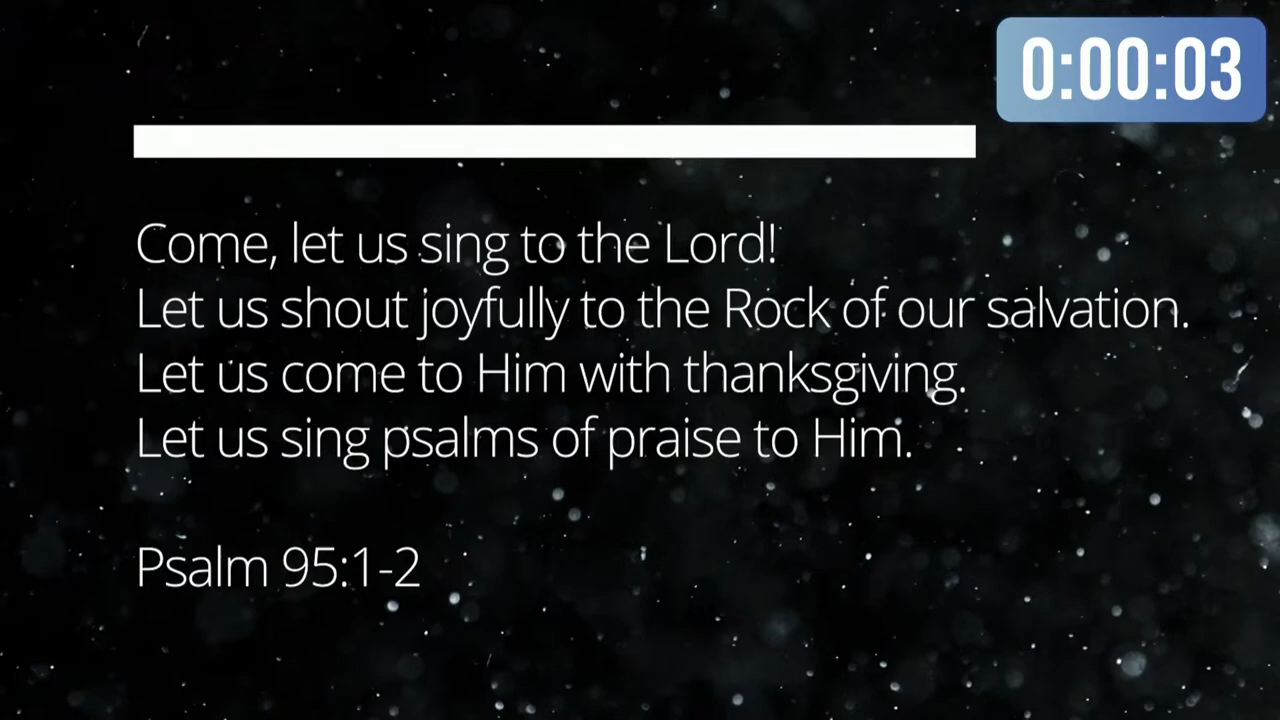 0:00:03
Come, let us sing to the Lord!
Let us shout joyfully to the Rock of our salvation.
Let us come to Him with thanksgiving.
Let us sing psalms of praise to Him.
Psalm 95:1-2